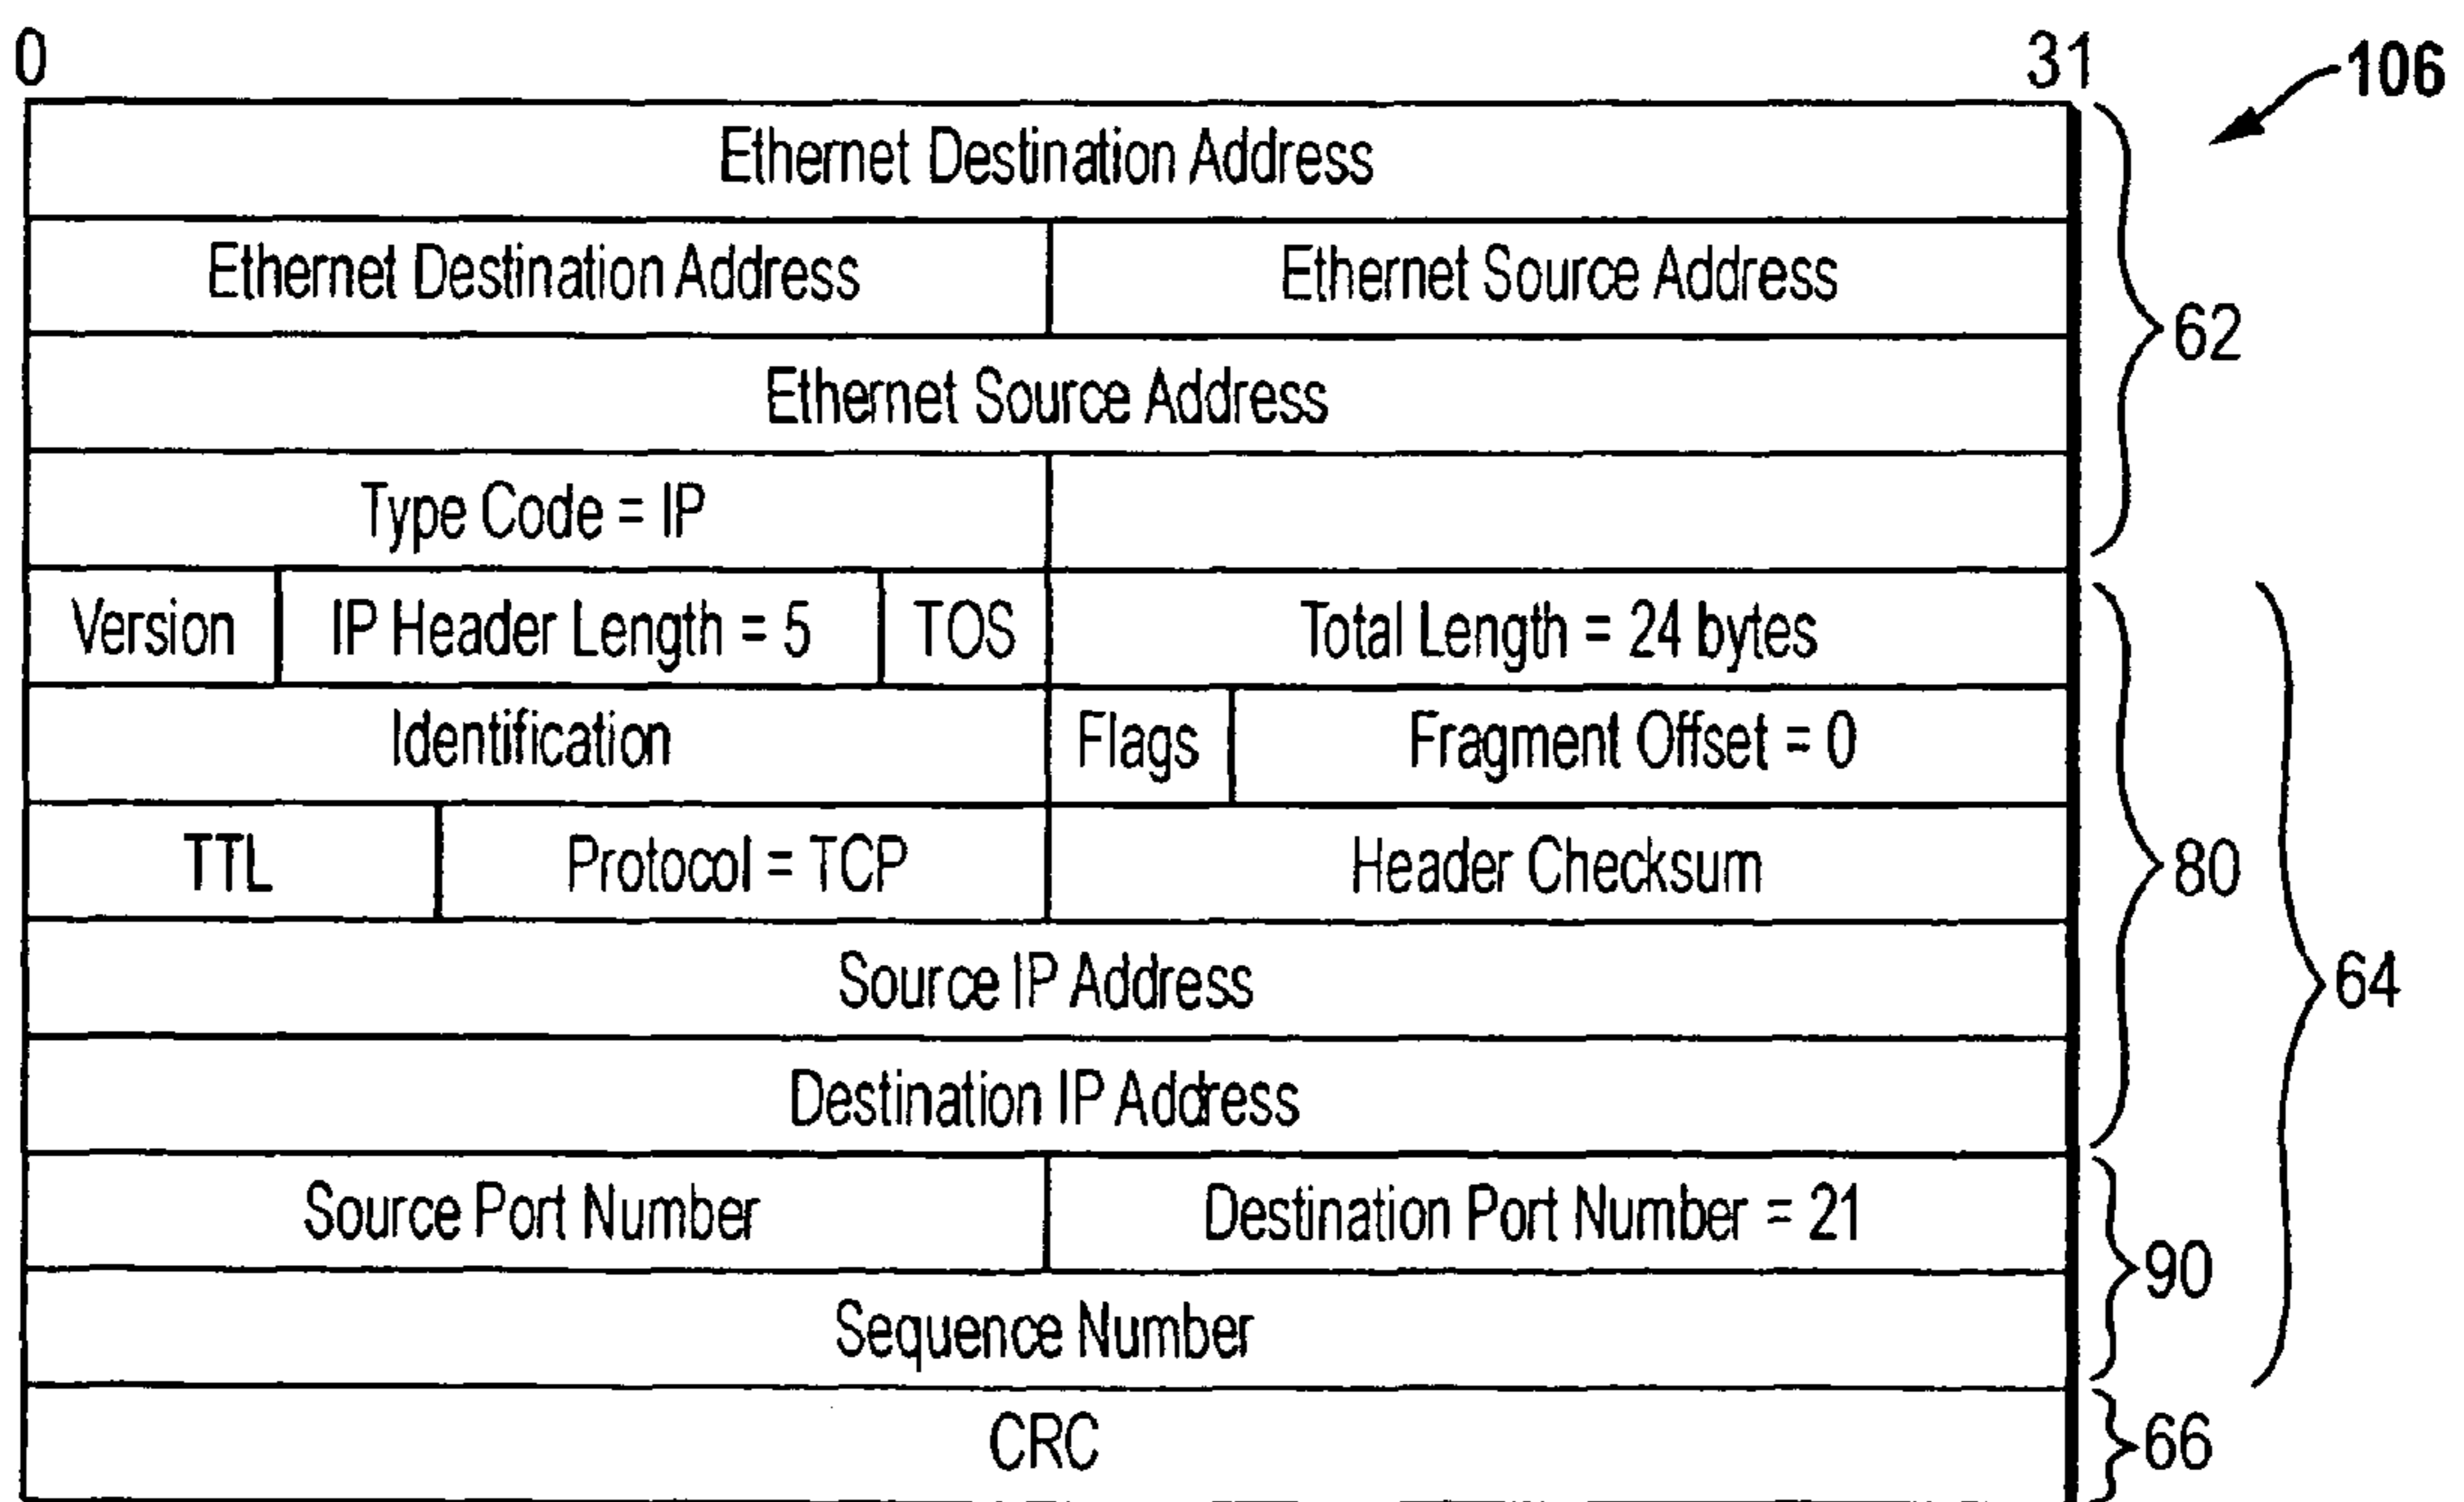 0 31 106
Ethernet Destination Address
Ethernet Destination Address Ethernet Source Address
62
Ethernet Source Address
Type Code = IP
Version IP Header Length = 5 TOS Total Length = 24 bytes
Identification Flags Fragment Offset = 0
TTL Protocol = TCP Header Checksum
80
Source IP Address
64
Destination IP Address
Source Port Number Destination Port Number = 21
90
Sequence Number
CRC
66